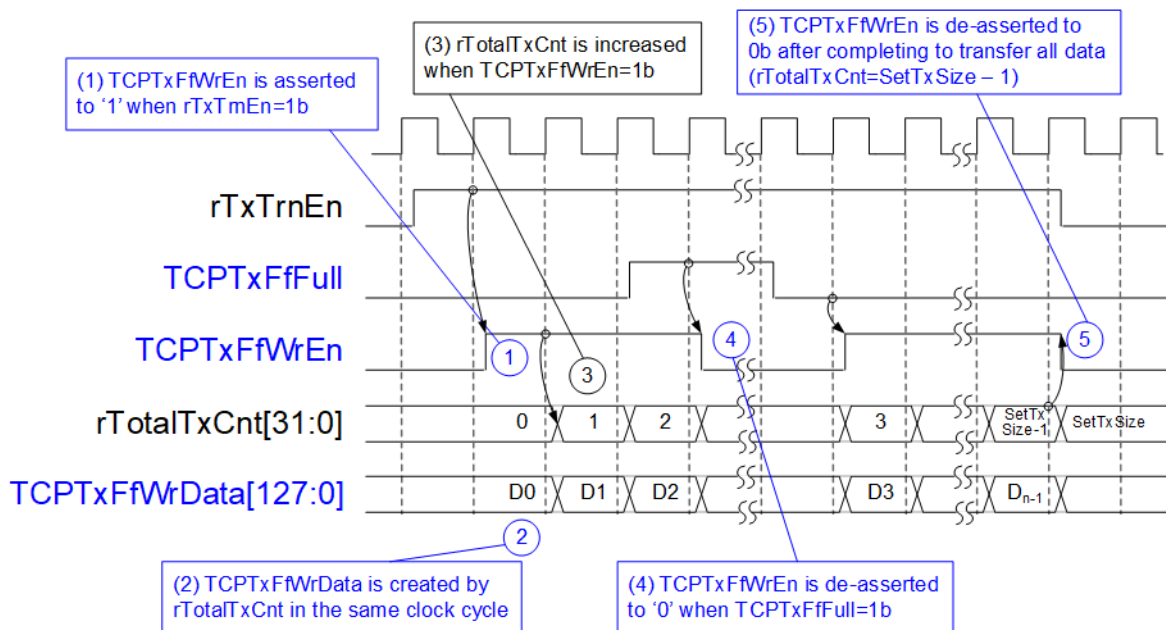 (5) TCPTxFfWrEn is de-asserted to
0b after completing to transfer all data
(rTotalTxCnt=SetTxSize – 1)
(3) rTotalTxCnt is increased
when TCPTxFfWrEn=1b
(1) TCPTxFfWrEn is asserted
to ‘1’ when rTxTmEn=1b
rTxTrnEn
TCPTxFfFull
TCPTxFfWrEn
1
3
4
5
rTotalTxCnt[31:0]
0
1
2
3
SetTx
Size-1
SetTxSize
TCPTxFfWrData[127:0]
D0
D1
D2
D3
Dn-1
2
(2) TCPTxFfWrData is created by
rTotalTxCnt in the same clock cycle
(4) TCPTxFfWrEn is de-asserted
to ‘0’ when TCPTxFfFull=1b